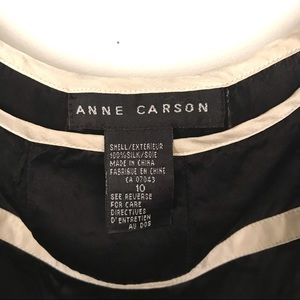 ANNE CARSON
SHELL/EXTERIEUR
100%SILK/SOIE
MADE IN CHINA
FABRIQUE EN CHINE
CA 07043
10
SEE REVERSE
FOR CARE
DIRECTIVES
D'ENTRETIEN
AU DOS